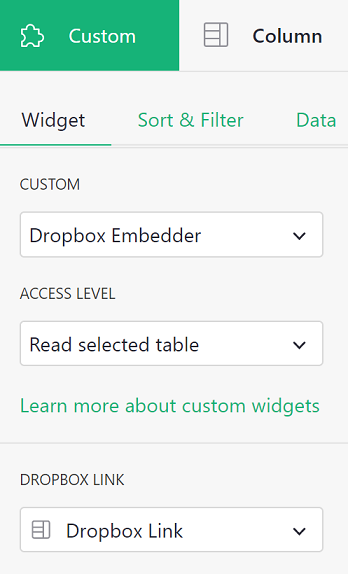 Custom Column
Widget Sort & Filter Data
CUSTOM
Dropbox Embedder
ACCESS LEVEL
Read selected table
Learn more about custom widgets
DROPBOX LINK
Dropbox Link